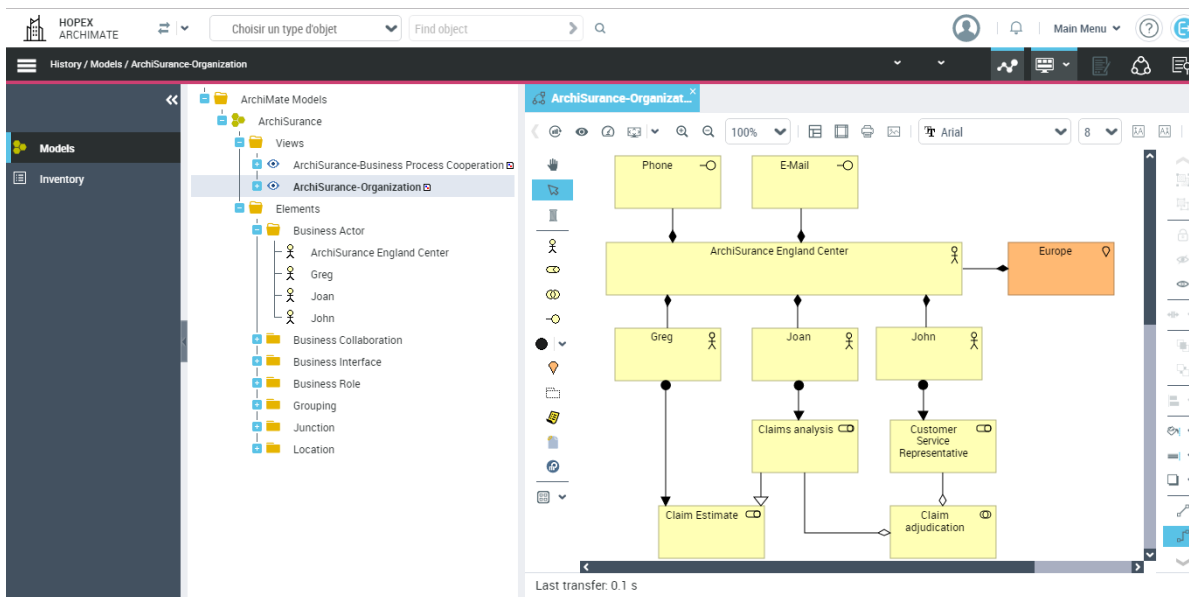 HOPEX
ARCHIMATE
Choisir un type d'objet
Find object
Main Menu
?
History / Models / ArchiSurance-Organization
Models
Inventory
ArchiMate Models
ArchiSurance
Views
ArchiSurance-Business Process Cooperation
ArchiSurance-Organization
Elements
Business Actor
ArchiSurance England Center
Greg
Joan
John
Business Collaboration
Business Interface
Business Role
Grouping
Junction
Location
ArchiSurance-Organizat...
100%
Arial
8
Phone
E-Mail
ArchiSurance England Center
Europe
Greg
Joan
John
Claims analysis
Customer
Service
Representative
Claim Estimate
Claim
adjudication
Last transfer: 0.1 s